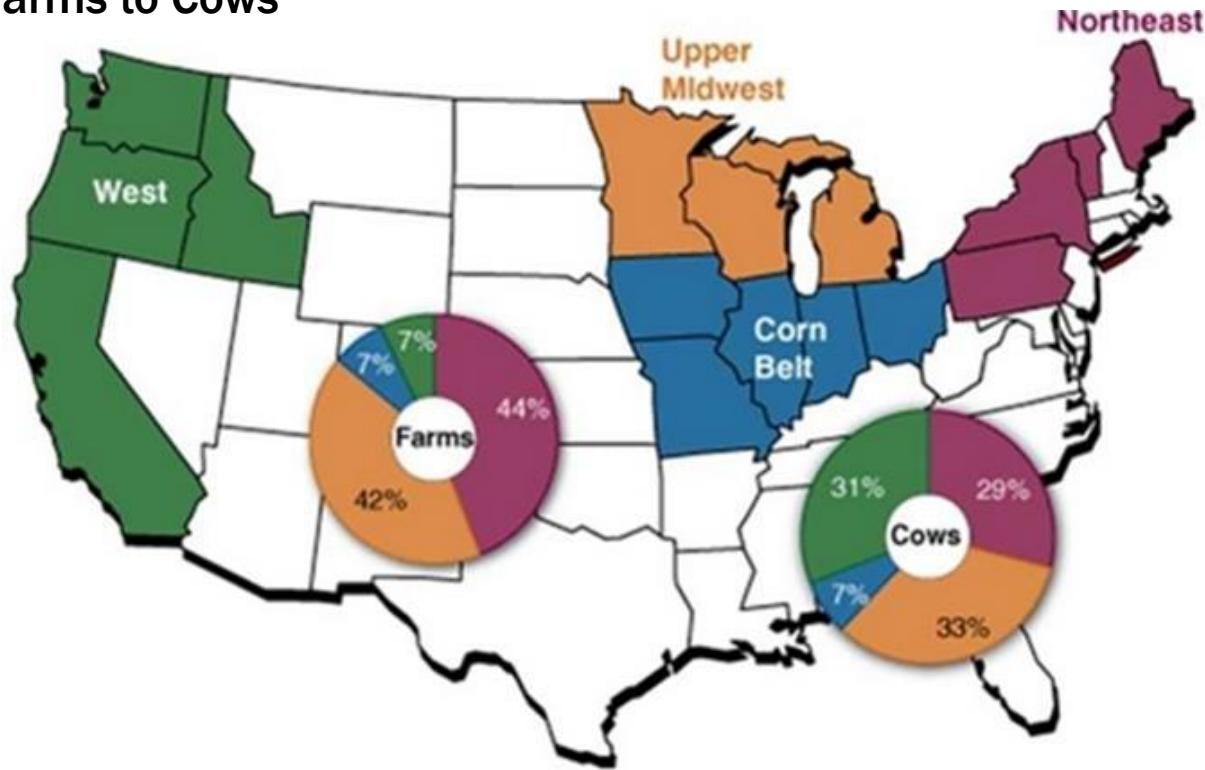 arms to Cows
Northeast
Upper
MIdwest
West
Corn
Belt
7%
7%
44%
Farms
42%
31%
29%
Cows
7%
33%